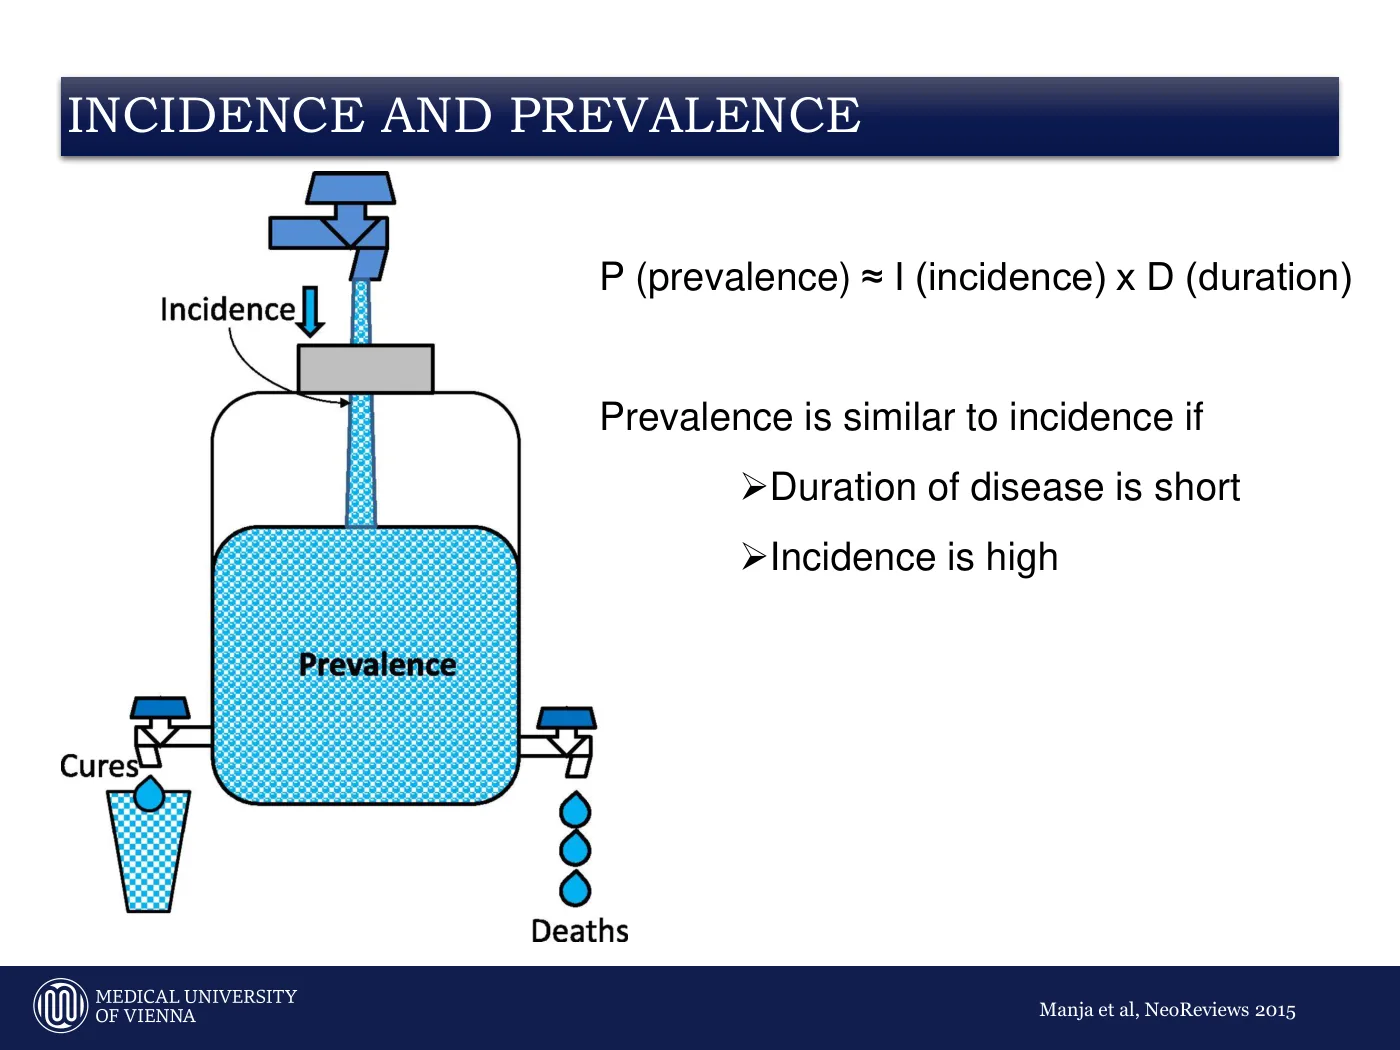 INCIDENCE AND PREVALENCE
Incidence
P (prevalence) ≈ I (incidence) x D (duration)
Prevalence is similar to incidence if
➢Duration of disease is short
➢Incidence is high
Prevalence
Cures
Deaths
MEDICAL UNIVERSITY
OF VIENNA
Manja et al, NeoReviews 2015